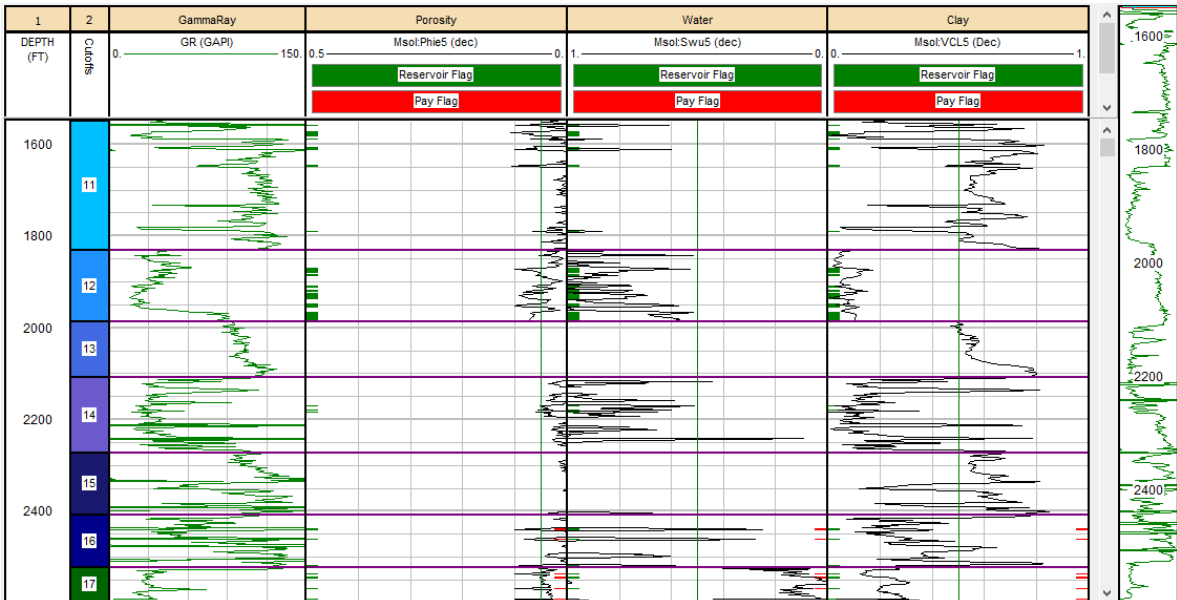 1 2 GammaRay Porosity Water Clay
DEPTH (FT) Cutoffs GR (GAPI) Msol:Phie5 (dec) Msol:Swu5 (dec) Msol:VCL5 (Dec)
0. 150. 0.5 0. 1. 0. 0. 1.
Reservoir Flag Reservoir Flag Reservoir Flag
Pay Flag Pay Flag Pay Flag
1600
1600 11 1800
1800
12 2000
2000
13
2200
2200 14
15
2400
2400
16
17